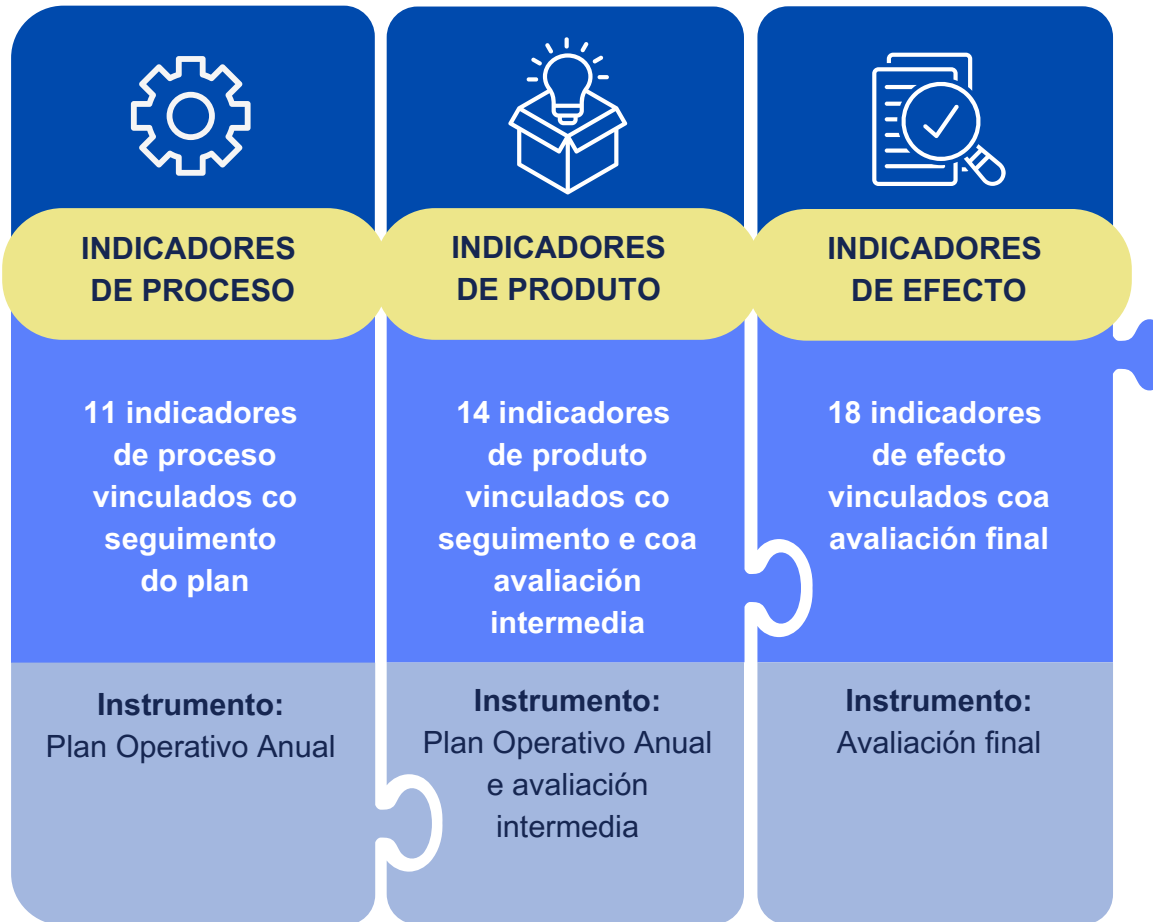 INDICADORES
DE PROCESO
11 indicadores
de proceso
vinculados co
seguimento
do plan
Instrumento:
Plan Operativo Anual
INDICADORES
DE PRODUTO
14 indicadores
de produto
vinculados co
seguimento e coa
avaliación
intermedia
Instrumento:
Plan Operativo Anual
e avaliación
intermedia
INDICADORES
DE EFECTO
18 indicadores
de efecto
vinculados coa
avaliación final
Instrumento:
Avaliación final